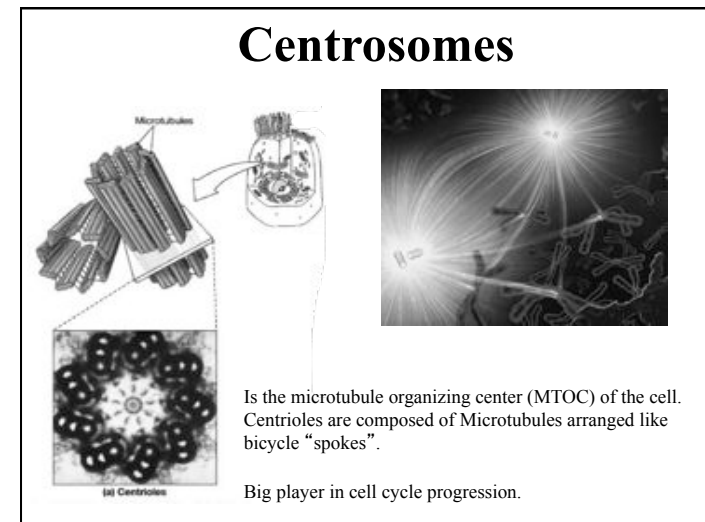 Centrosomes
Microtubules
(a) Centrioles
Is the microtubule organizing center (MTOC) of the cell.
Centrioles are composed of Microtubules arranged like
bicycle “spokes”.
Big player in cell cycle progression.